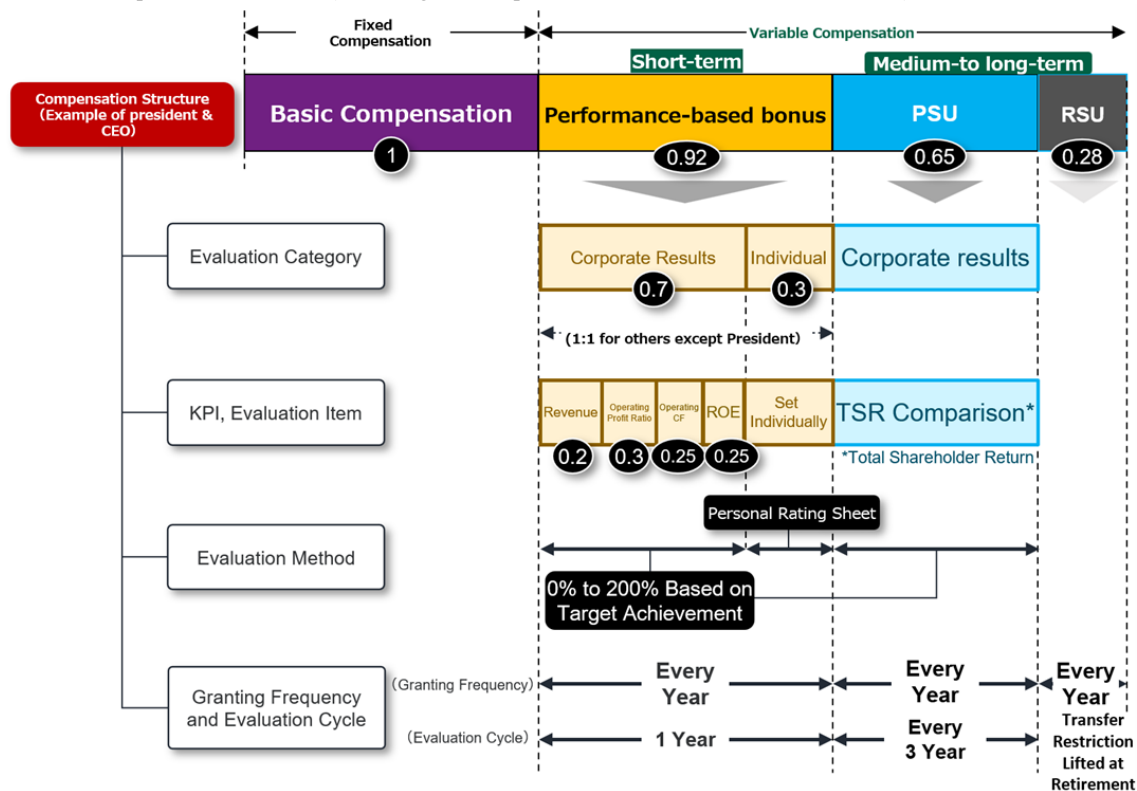 Fixed
Compensation
Variable Compensation
Short-term
Medium-to long-term
Compensation Structure
(Example of president &
CEO)
Basic Compensation
Performance-based bonus
PSU
RSU
1
0.92
0.65
0.28
Evaluation Category
Corporate Results
Individual
Corporate results
0.7
0.3
(1:1 for others except President)
KPI, Evaluation Item
Revenue
Operating
Profit Ratio
Operating
CF
ROE
Set
Individually
TSR Comparison*
0.2
0.3
0.25
0.25
*Total Shareholder Return
Personal Rating Sheet
Evaluation Method
0% to 200% Based on
Target Achievement
Granting Frequency
and Evaluation Cycle
(Granting Frequency)
Every
Year
Every
Year
Every
Year
(Evaluation Cycle)
1 Year
Every
3 Year
Transfer
Restriction
Lifted at
Retirement